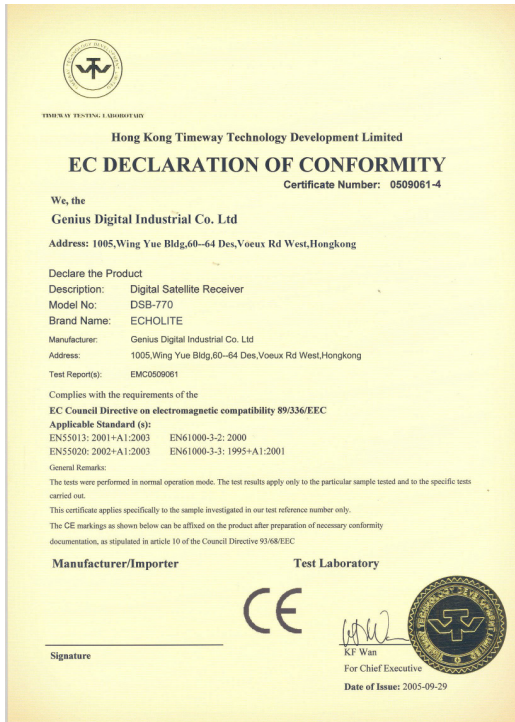 TIMEWAY TESTING LABOROTARY
Hong Kong Timeway Technology Development Limited
EC DECLARATION OF CONFORMITY
Certificate Number: 0509061-4
We, the
Genius Digital Industrial Co. Ltd
Address: 1005,Wing Yue Bldg,60--64 Des,Voeux Rd West,Hongkong
Declare the Product
Description: Digital Satellite Receiver
Model No: DSB-770
Brand Name: ECHOLITE
Manufacturer: Genius Digital Industrial Co. Ltd
Address: 1005,Wing Yue Bldg,60--64 Des,Voeux Rd West,Hongkong
Test Report(s): EMC0509061
Complies with the requirements of the
EC Council Directive on electromagnetic compatibility 89/336/EEC
Applicable Standard (s):
EN55013: 2001+A1:2003 EN61000-3-2: 2000
EN55020: 2002+A1:2003 EN61000-3-3: 1995+A1:2001
General Remarks:
The tests were performed in normal operation mode. The test results apply only to the particular sample tested and to the specific tests
carried out.
This certificate applies specifically to the sample investigated in our test reference number only.
The CE markings as shown below can be affixed on the product after preparation of necessary conformity
documentation, as stipulated in article 10 of the Council Directive 93/68/EEC
Manufacturer/Importer Test Laboratory
CE
Signature
KF Wan
For Chief Executive
Date of Issue: 2005-09-29